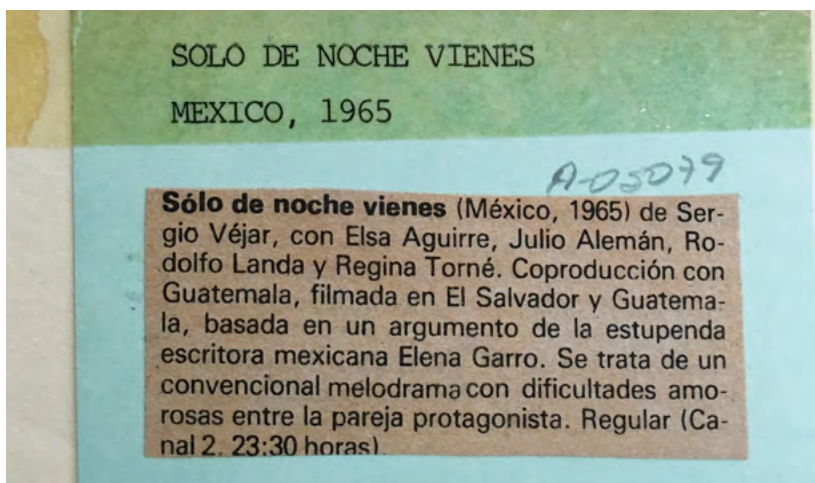 SOLO DE NOCHE VIENES
MEXICO, 1965
A-05079
Sólo de noche vienes (México, 1965) de Ser-
gio Véjar, con Elsa Aguirre, Julio Alemán, Ro-
dolfo Landa y Regina Torné. Coproducción con
Guatemala, filmada en El Salvador y Guatema-
la, basada en un argumento de la estupenda
escritora mexicana Elena Garro. Se trata de un
convencional melodrama con dificultades amo-
rosas entre la pareja protagonista. Regular (Ca-
nal 2. 23:30 horas)